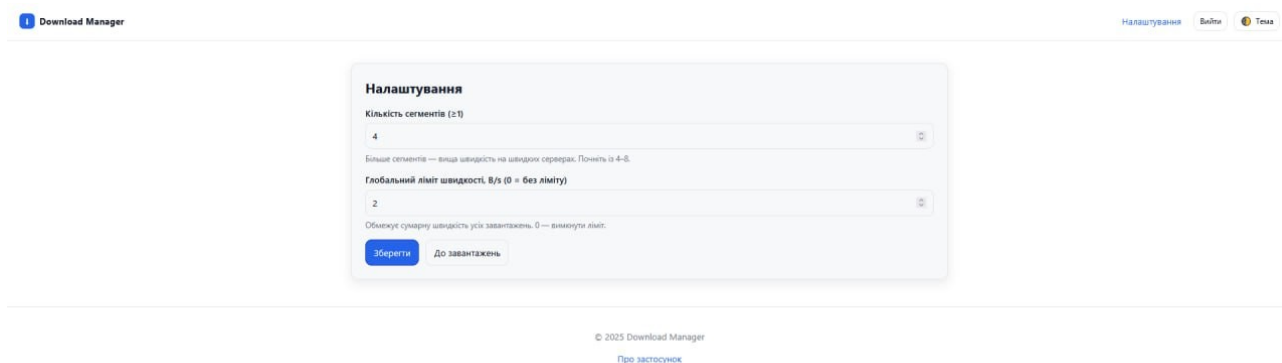 Download Manager
Налаштування Вийти Тема
Налаштування
Кількість сегментів (≥1)
4
Більше сегментів — вища швидкість на швидких серверах. Почніть із 4–8.
Глобальний ліміт швидкості, B/s (0 = без ліміту)
2
Обмежує сумарну швидкість усіх завантажень. 0 — вимкнути ліміт.
Зберегти До завантажень
© 2025 Download Manager
Про застосунок